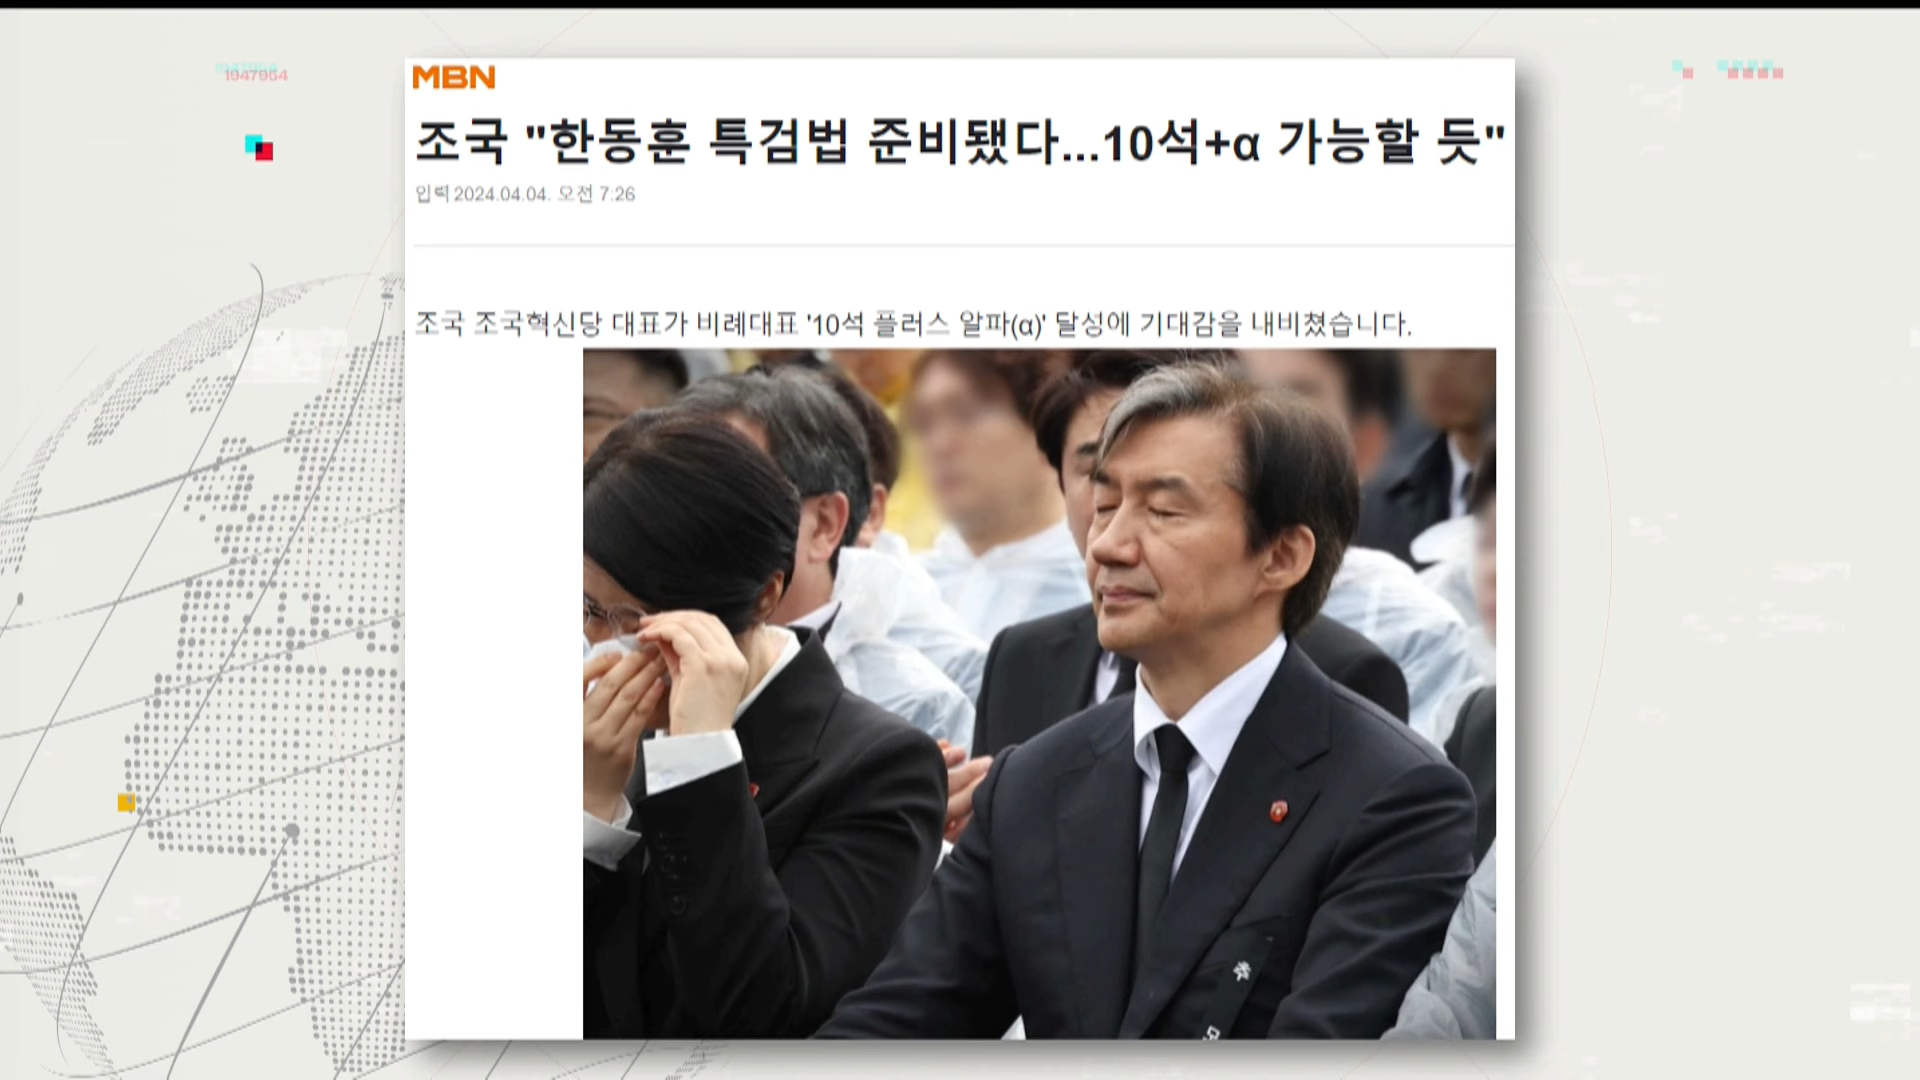 1947954
MBN
조국 "한동훈 특검법 준비됐다...10석+α 가능할 듯"
입력 2024.04.04. 오전 7:26
조국 조국혁신당 대표가 비례대표 '10석 플러스 알파(α)' 달성에 기대감을 내비쳤습니다.